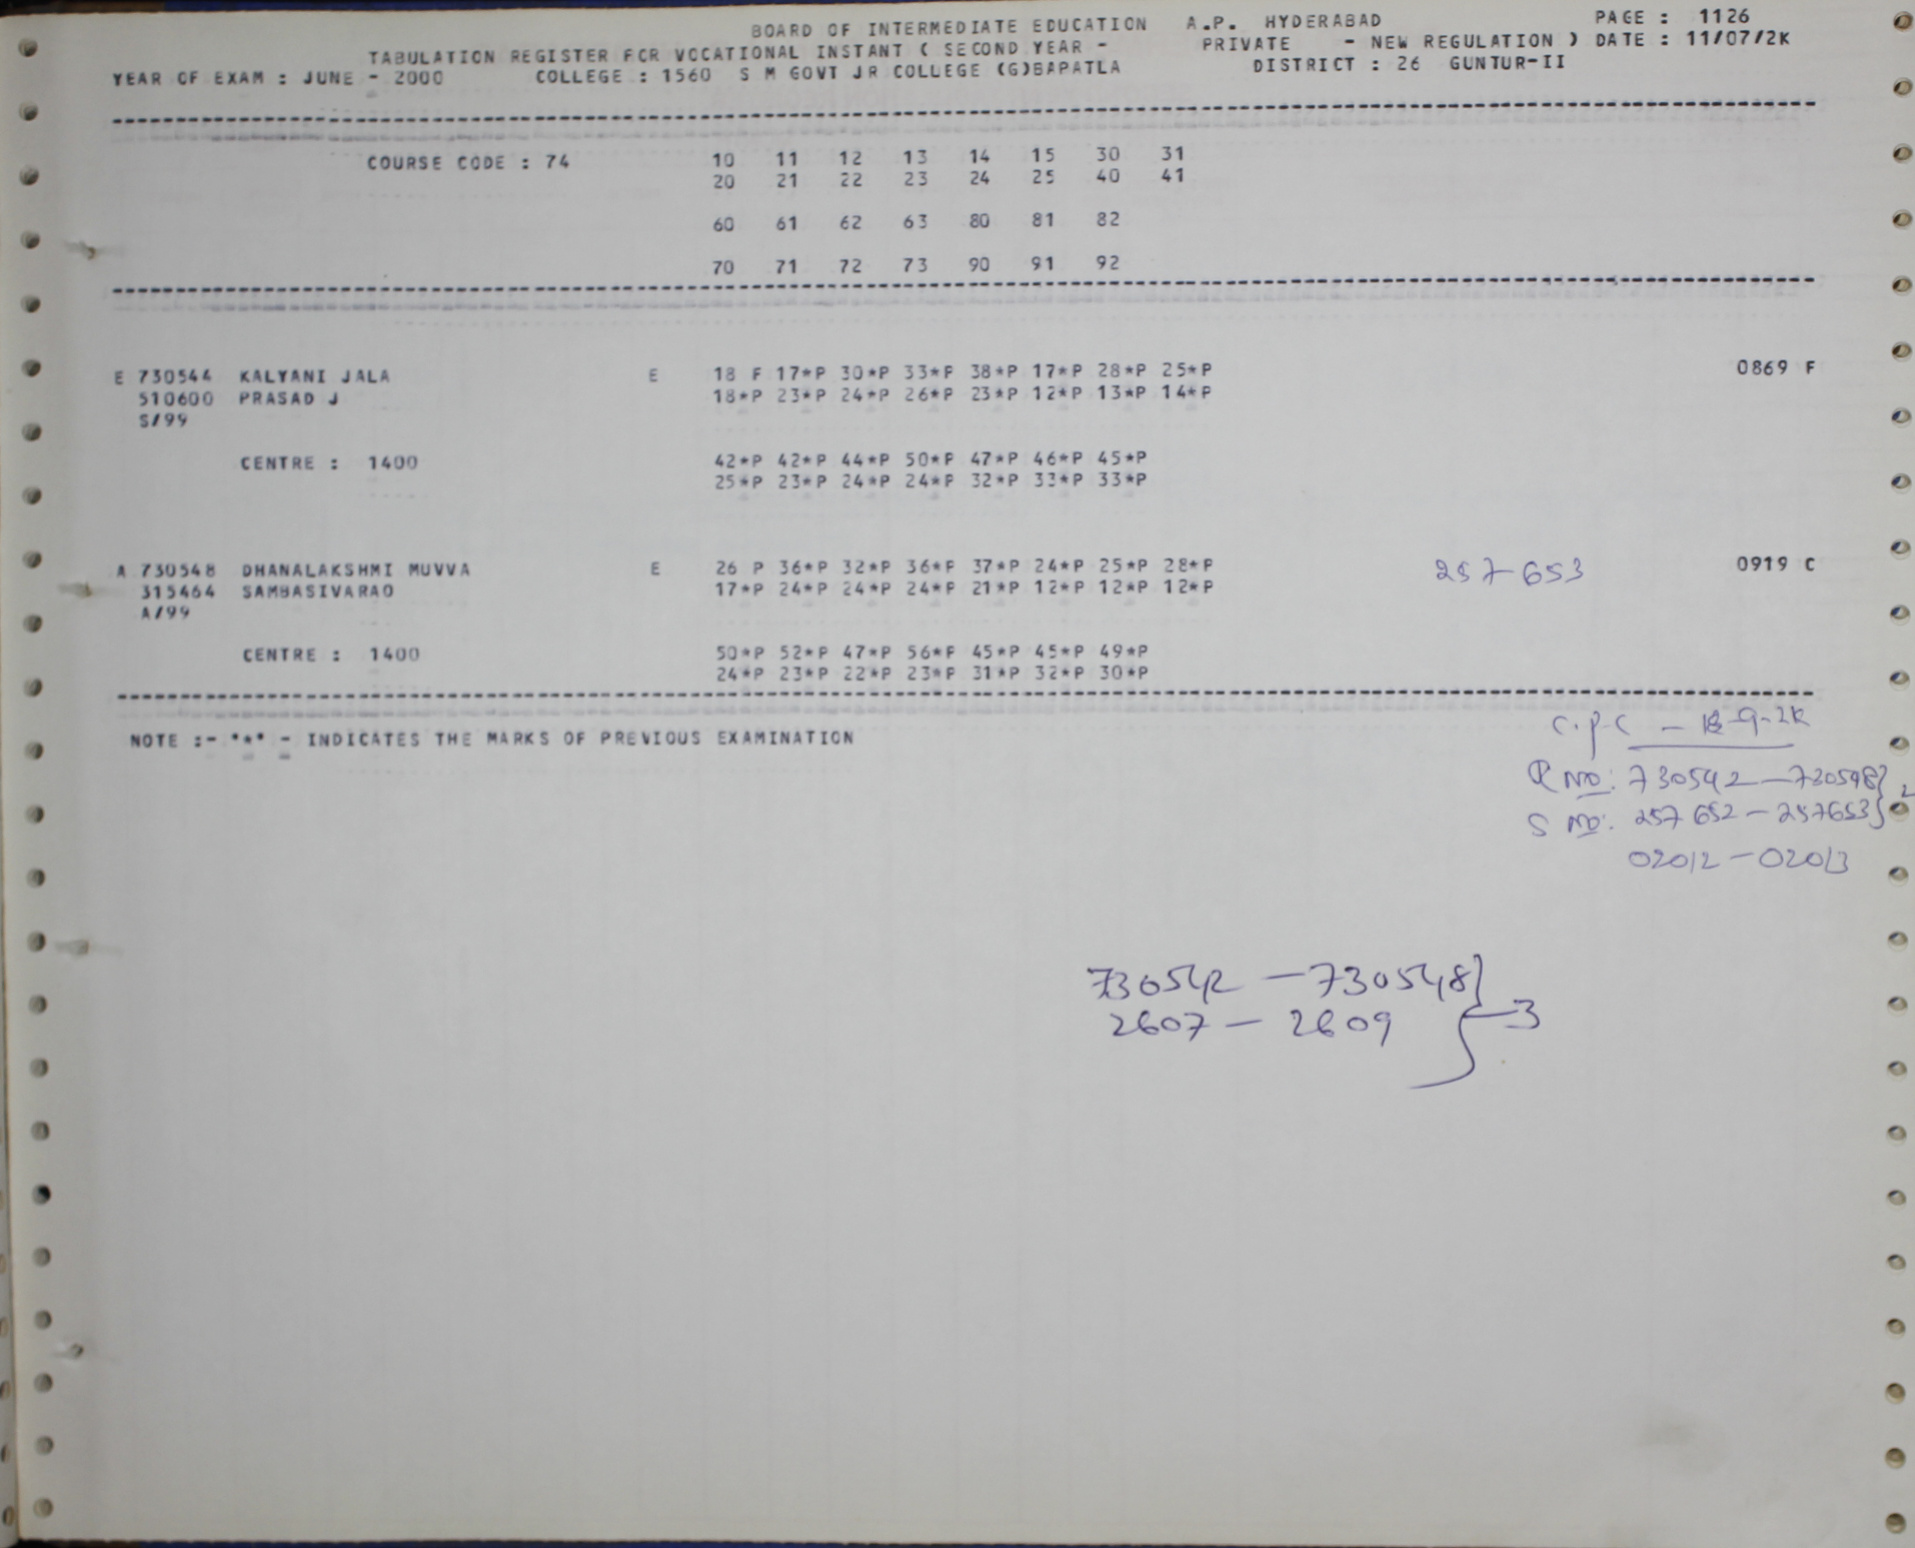 BOARD OF INTERMEDIATE EDUCATION A.P. HYDERABAD PAGE : 1126
TABULATION REGISTER FOR VOCATIONAL INSTANT ( SECOND YEAR - PRIVATE - NEW REGULATION ) DATE : 11/07/2K
YEAR OF EXAM : JUNE - 2000 COLLEGE : 1560 S M GOVT JR COLLEGE (G)BAPATLA DISTRICT : 26 GUNTUR-II
COURSE CODE : 74 10 11 12 13 14 15 30 31
20 21 22 23 24 25 40 41
60 61 62 63 80 81 82
70 71 72 73 90 91 92
E 730544 KALYANI JALA E 18 F 17*P 30*P 33*P 38*P 17*P 28*P 25*P 0869 F
510600 PRASAD J 18*P 23*P 24*P 26*P 23*P 12*P 13*P 14*P
S/99
CENTRE : 1400 42*P 42*P 44*P 50*P 47*P 46*P 45*P
25*P 23*P 24*P 24*P 32*P 33*P 33*P
A 730548 DHANALAKSHMI MUVVA E 26 P 36*P 32*P 36*P 37*P 24*P 25*P 28*P 257-653 0919 C
315464 SAMBASIVARAO 17*P 24*P 24*P 24*P 21*P 12*P 12*P 12*P
A/99
CENTRE : 1400 50*P 52*P 47*P 56*P 45*P 45*P 49*P
24*P 23*P 22*P 23*P 31*P 32*P 30*P
NOTE :- "*" - INDICATES THE MARKS OF PREVIOUS EXAMINATION
C.P.C - -9-2K
R No: 730542 - 730548 } 2
S No: 257652 - 257653
02012 - 02013
730542 - 730548 } - 3
2607 - 2609